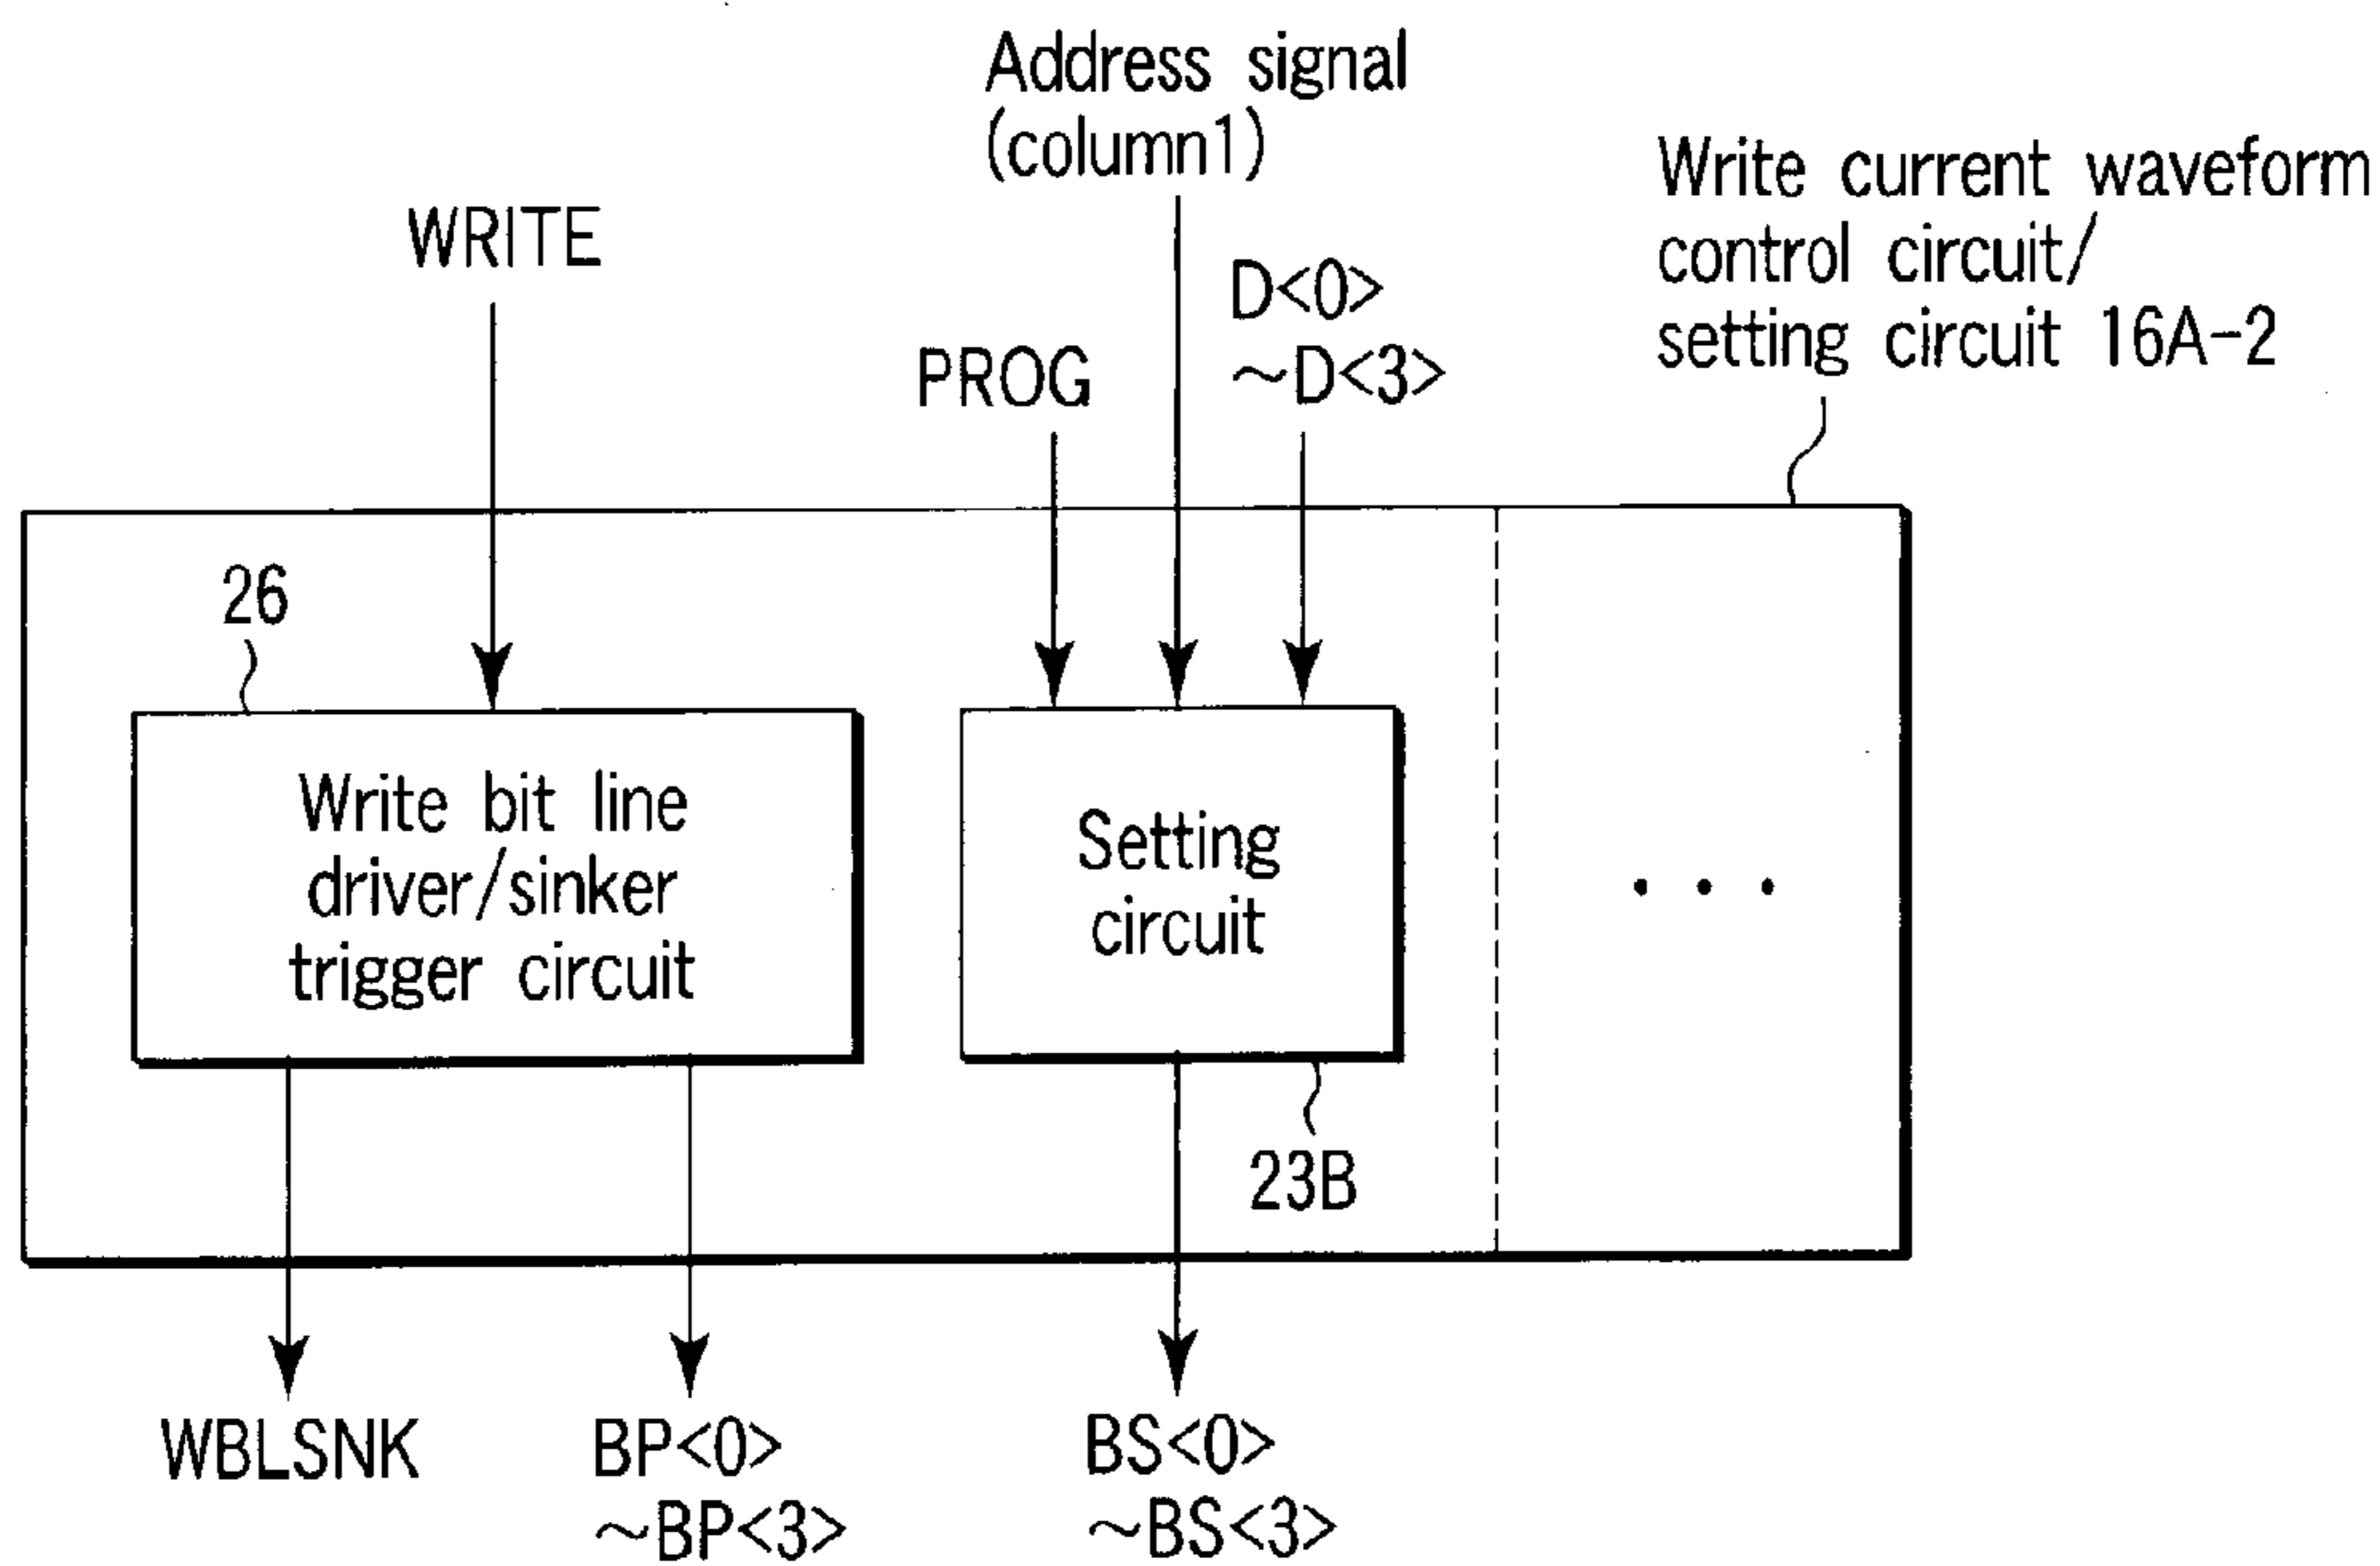 Address signal
(column1)
Write current waveform
control circuit/
setting circuit 16A-2
WRITE
D<0>
~D<3>
PROG
26
Write bit line
driver/sinker
trigger circuit
Setting
circuit
• • •
23B
WBLSNK
BP<0>
~BP<3>
BS<0>
~BS<3>